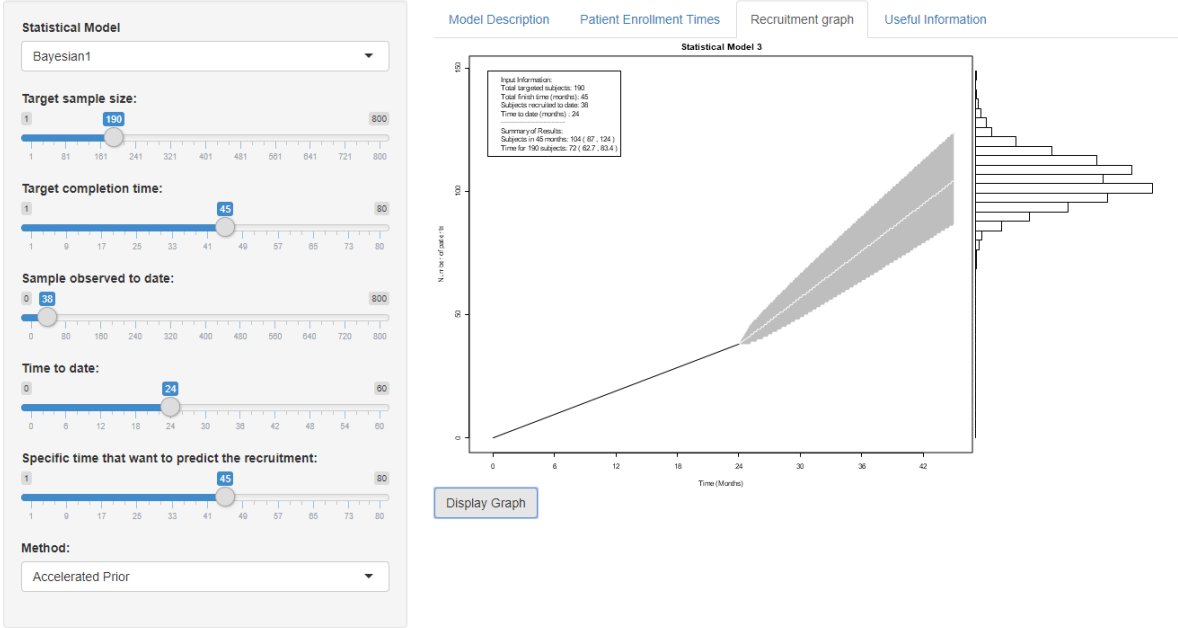 Statistical Model
Bayesian1
Target sample size:
1 190 800
1 81 161 241 321 401 481 561 641 721 800
Target completion time:
1 45 80
1 9 17 25 33 41 49 57 65 73 80
Sample observed to date:
0 38 800
0 80 160 240 320 400 480 560 640 720 800
Time to date:
0 24 60
0 6 12 18 24 30 36 42 48 54 60
Specific time that want to predict the recruitment:
1 45 80
1 9 17 25 33 41 49 57 65 73 80
Method:
Accelerated Prior
Model Description Patient Enrollment Times Recruitment graph Useful Information
Statistical Model 3
Input Information:
Total targeted subjects: 190
Total finish time (months): 45
Subjects recruited to date: 38
Time to date (months) : 24
Summary of Results:
Subjects in 45 months: 104 ( 87 , 124 )
Time for 190 subjects: 72 ( 62.7 , 83.4 )
150
100
50
0
Number of patients
0 6 12 18 24 30 36 42
Time (Months)
Display Graph